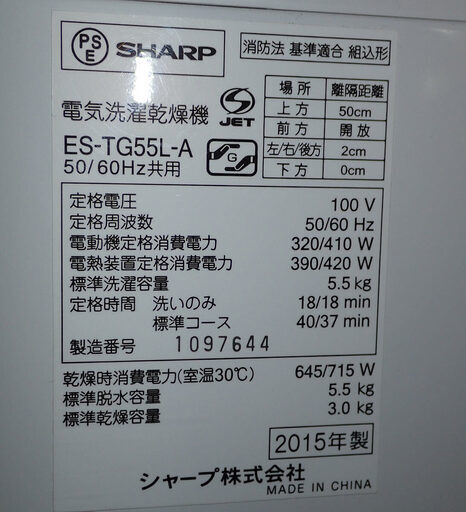 PSE SHARP
消防法 基準適合 組込形
場所 離隔距離
上方 50cm
前方 開放
左/右/後方 2cm
下方 0cm
電気洗濯乾燥機
S-JET
ES-TG55L-A
50/60Hz共用
G
定格電圧 100 V
定格周波数 50/60 Hz
電動機定格消費電力 320/410 W
電熱装置定格消費電力 390/420 W
標準洗濯容量 5.5 kg
定格時間 洗いのみ 18/18 min
標準コース 40/37 min
製造番号 1097644
乾燥時消費電力(室温30℃) 645/715 W
標準脱水容量 5.5 kg
標準乾燥容量 3.0 kg
2015年製
シャープ株式会社
MADE IN CHINA